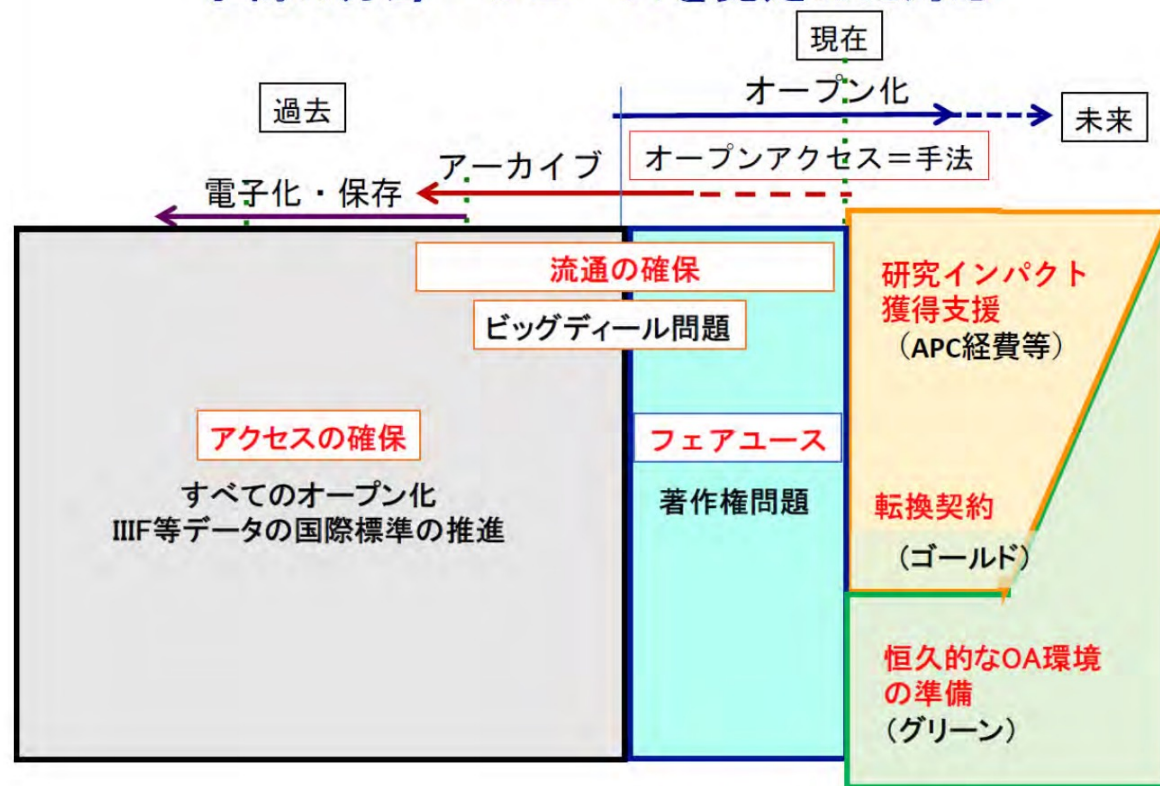 現在
オープン化
過去
未来
アーカイブ
オープンアクセス＝手法
電子化・保存
流通の確保
研究インパクト
獲得支援
（APC経費等）
ビッグディール問題
アクセスの確保
フェアユース
すべてのオープン化
IIIF等データの国際標準の推進
著作権問題
転換契約
（ゴールド）
恒久的なOA環境
の準備
（グリーン）